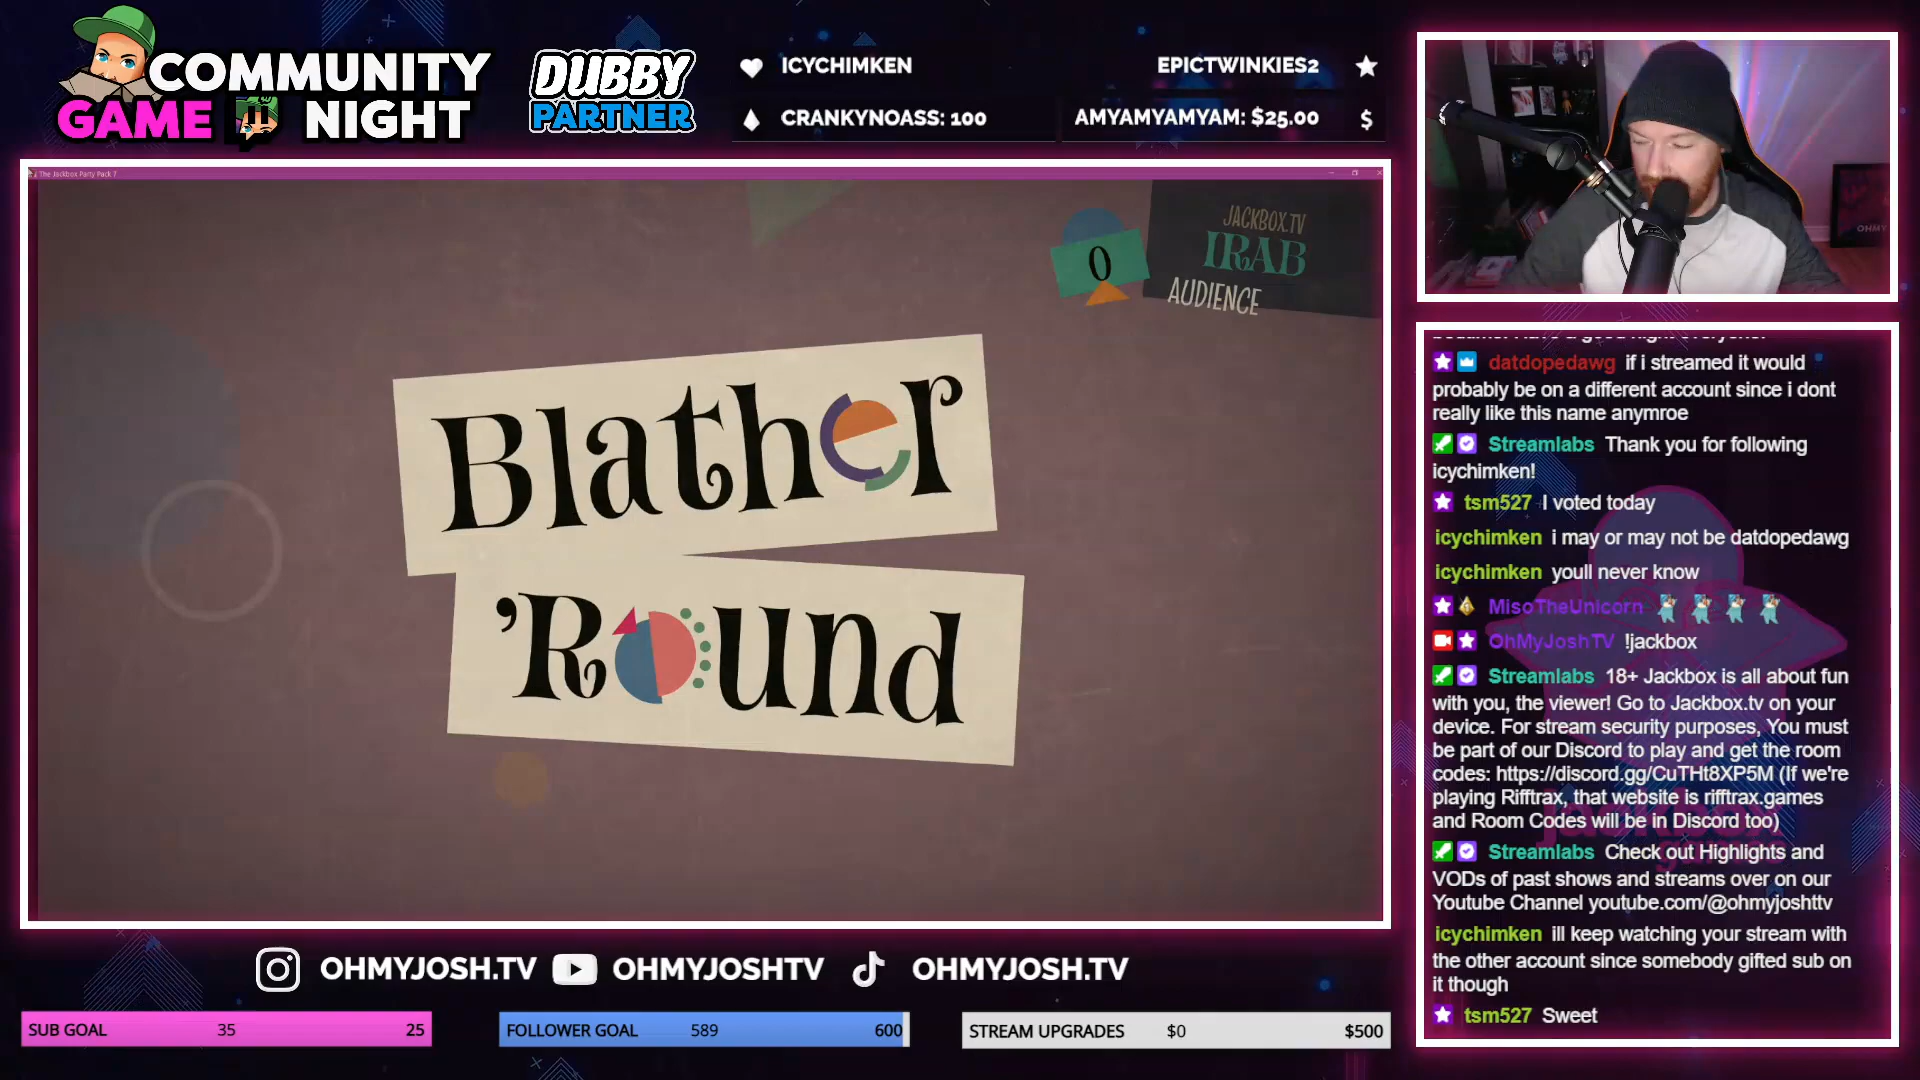 COMMUNITY
GAME NIGHT
DUBBY
PARTNER
ICYCHIMKEN
CRANKYNOASS: 100
EPICTWINKIES2
AMYAMYAMYAM: $25.00 $
The Jackbox Party Pack 7
JACKBOX.TV
IRAB
0
AUDIENCE
Blather
'Round
OHMY
datdopedawg if i streamed it would
probably be on a different account since i dont
really like this name anymroe
Streamlabs Thank you for following
icychimken!
tsm527 I voted today
icychimken i may or may not be datdopedawg
icychimken youll never know
MisoTheUnicorn
OhMyJoshTV !jackbox
Streamlabs 18+ Jackbox is all about fun
with you, the viewer! Go to Jackbox.tv on your
device. For stream security purposes, You must
be part of our Discord to play and get the room
codes: https://discord.gg/CuTHt8XP5M (If we're
playing Rifftrax, that website is rifftrax.games
and Room Codes will be in Discord too)
Streamlabs Check out Highlights and
VODs of past shows and streams over on our
Youtube Channel youtube.com/@ohmyjoshttv
icychimken ill keep watching your stream with
the other account since somebody gifted sub on
it though
tsm527 Sweet
OHMYJOSH.TV OHMYJOSHTV OHMYJOSH.TV
SUB GOAL 35 25
FOLLOWER GOAL 589 600
STREAM UPGRADES $0 $500